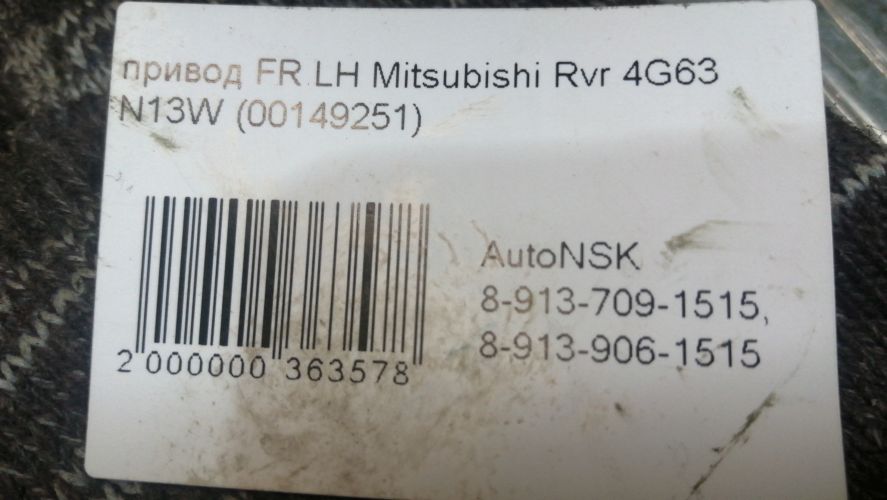 привод FR LH Mitsubishi Rvr 4G63
N13W (00149251)
AutoNSK
8-913-709-1515,
8-913-906-1515
2 000000 363578